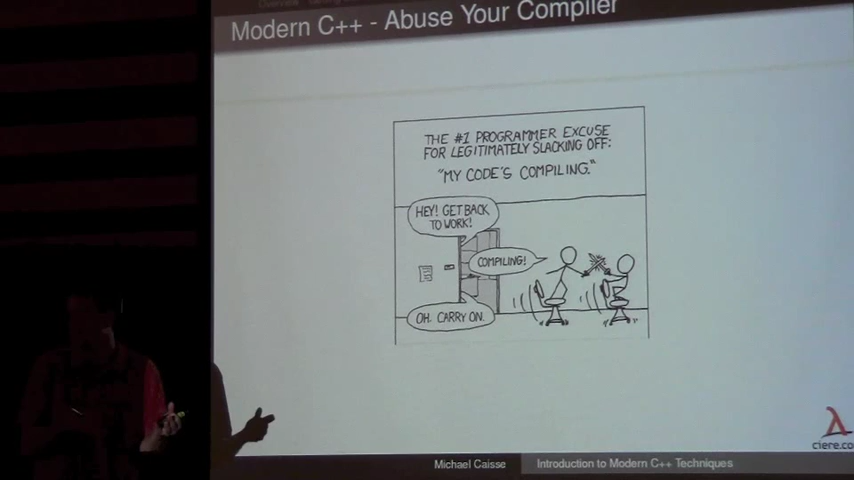 Overview
Modern C++ - Abuse Your Compiler
THE #1 PROGRAMMER EXCUSE
FOR LEGITIMATELY SLACKING OFF:
"MY CODE'S COMPILING."
HEY! GET BACK
TO WORK!
COMPILING!
OH. CARRY ON.
ciere.co
Michael Caisse
Introduction to Modern C++ Techniques